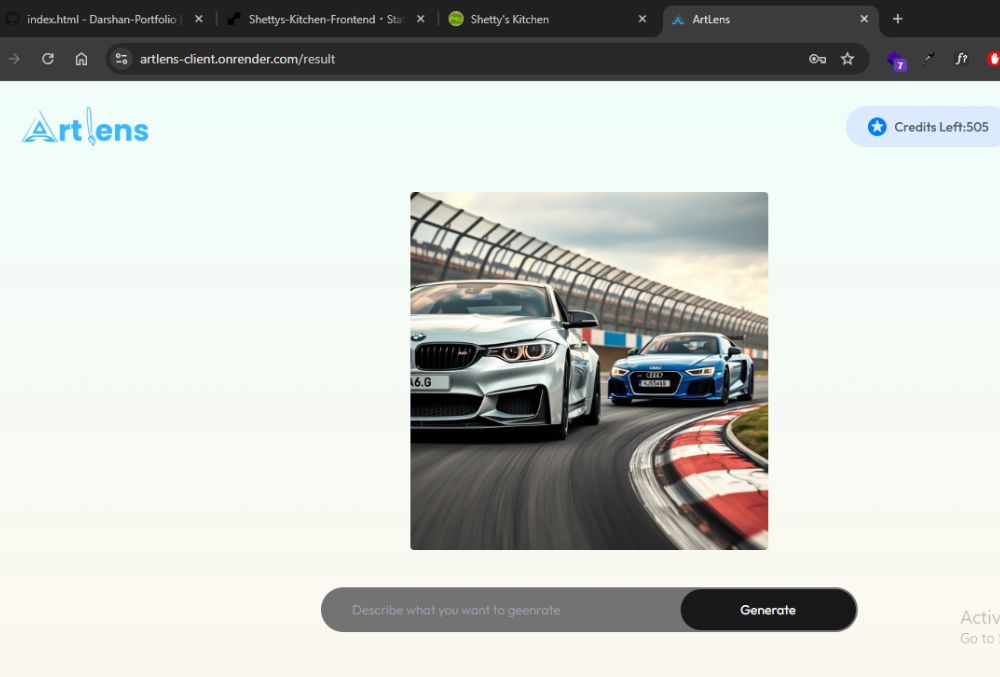 index.html - Darshan-Portfolio
Shettys-Kitchen-Frontend · Sta
Shetty's Kitchen
ArtLens
artlens-client.onrender.com/result
7
f?
ArtLens
Credits Left:505
A6.G
Describe what you want to geenrate
Generate
Activ
Go to